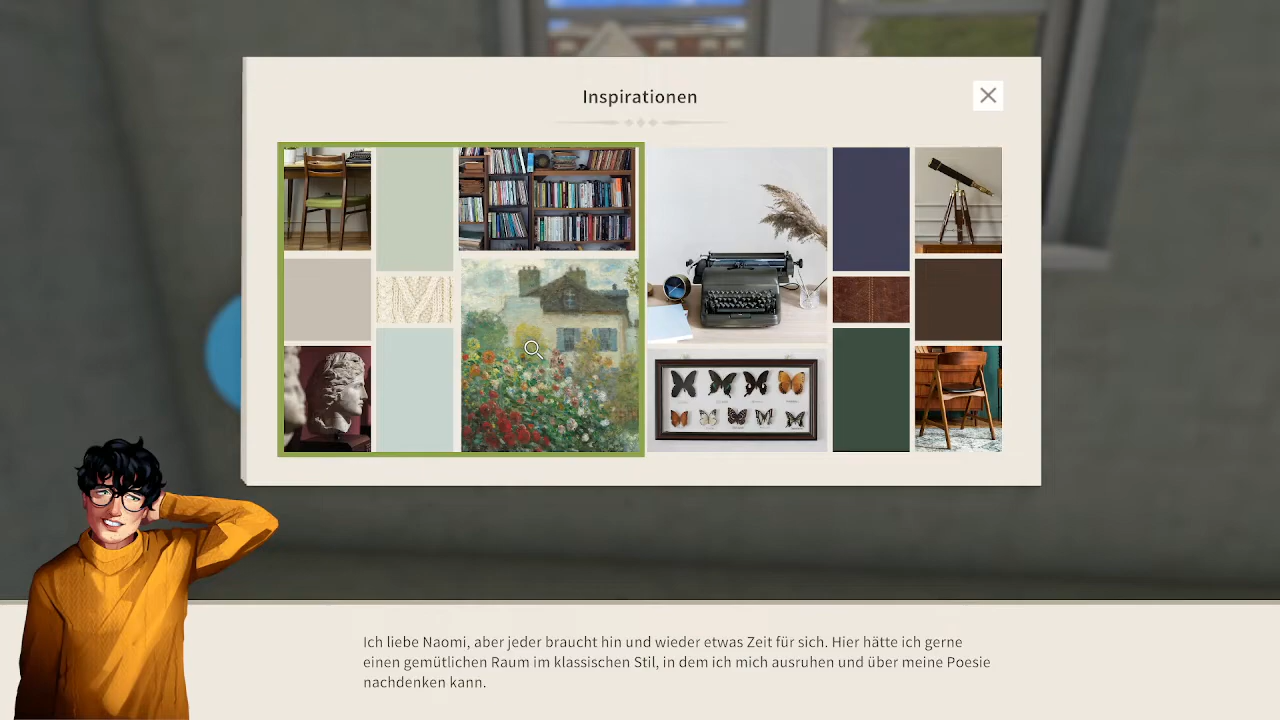 Inspirationen
Ich liebe Naomi, aber jeder braucht hin und wieder etwas Zeit für sich. Hier hätte ich gerne
einen gemütlichen Raum im klassischen Stil, in dem ich mich ausruhen und über meine Poesie
nachdenken kann.